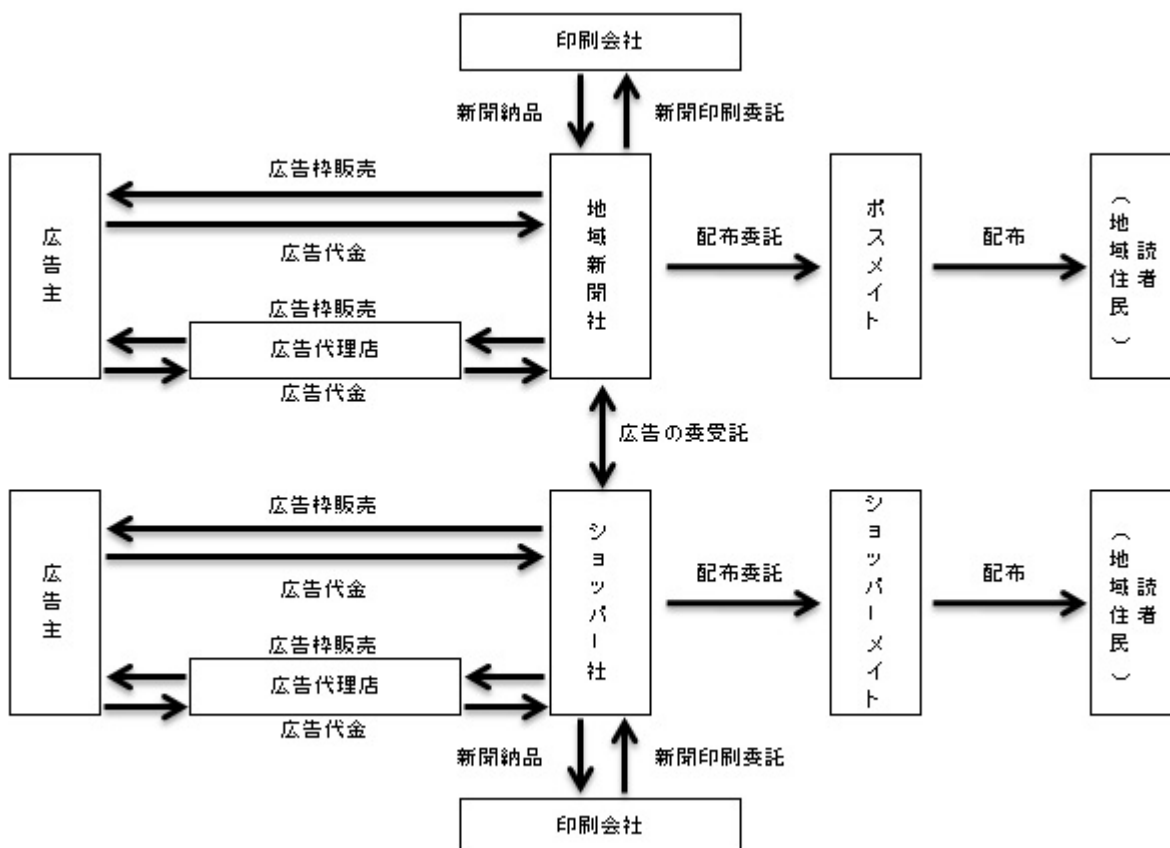 印刷会社
新聞納品
新聞印刷委託
広告主
広告枠販売
広告代金
広告枠販売
広告代理店
広告代金
地域新聞社
配布委託
ポスメイト
配布
読者
（地域住民）
広告の委受託
広告主
広告枠販売
広告代金
広告枠販売
広告代理店
広告代金
ショッパー社
配布委託
ショッパーメイト
配布
読者
（地域住民）
新聞納品
新聞印刷委託
印刷会社